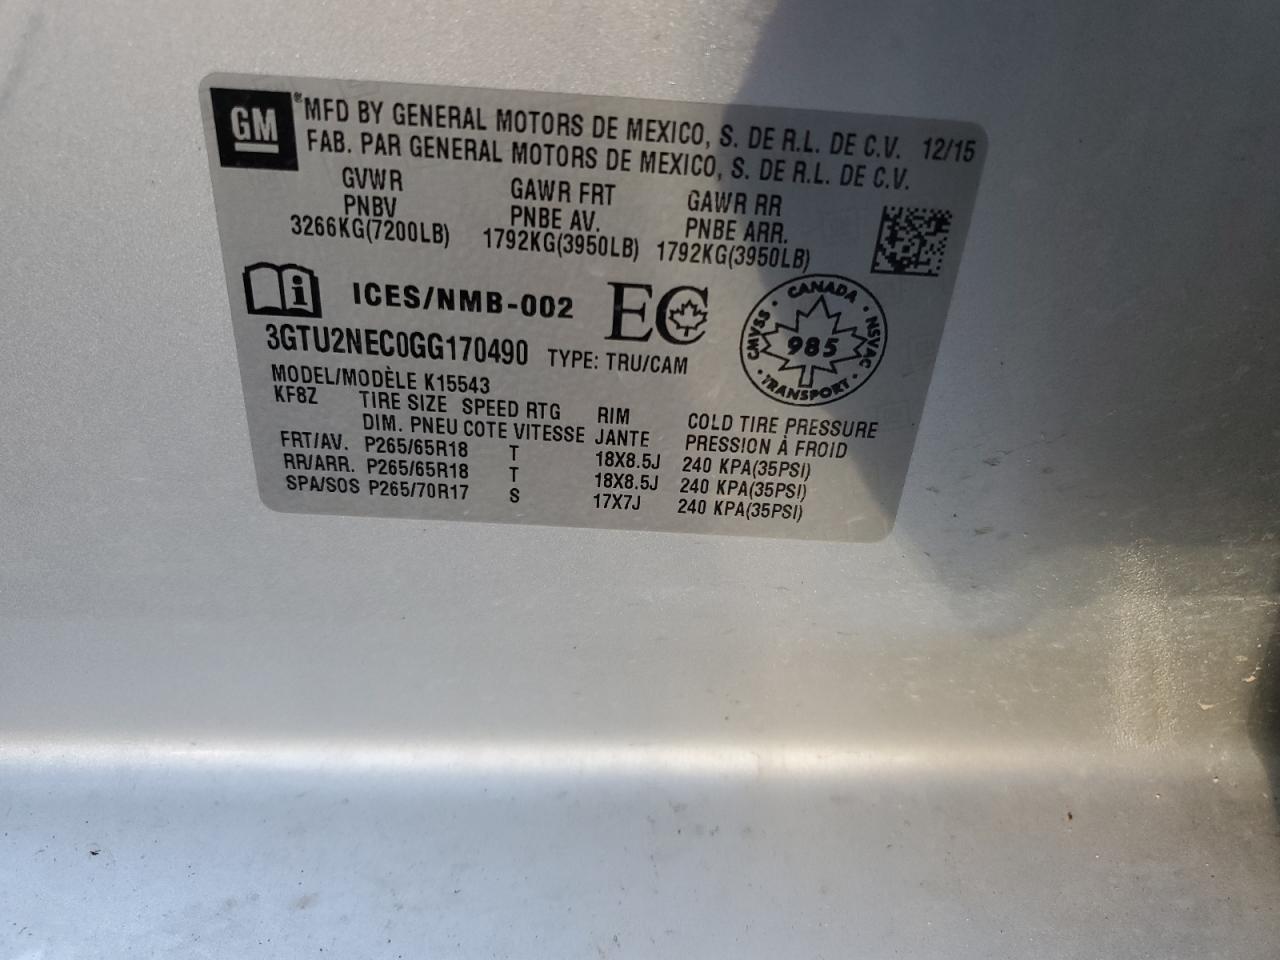 GM ® MFD BY GENERAL MOTORS DE MEXICO, S. DE R.L. DE C.V. 12/15
FAB. PAR GENERAL MOTORS DE MEXICO, S. DE R.L. DE C.V.
GVWR GAWR FRT GAWR RR
PNBV PNBE AV. PNBE ARR.
3266KG(7200LB) 1792KG(3950LB) 1792KG(3950LB)
i ICES/NMB-002 EC
CANADA
CMVSS 985 NSVAC
TRANSPORT
3GTU2NEC0GG170490 TYPE: TRU/CAM
MODEL/MODÈLE K15543
KF8Z TIRE SIZE SPEED RTG RIM COLD TIRE PRESSURE
DIM. PNEU COTE VITESSE JANTE PRESSION À FROID
FRT/AV. P265/65R18 T 18X8.5J 240 KPA(35PSI)
RR/ARR. P265/65R18 T 18X8.5J 240 KPA(35PSI)
SPA/SOS P265/70R17 S 17X7J 240 KPA(35PSI)